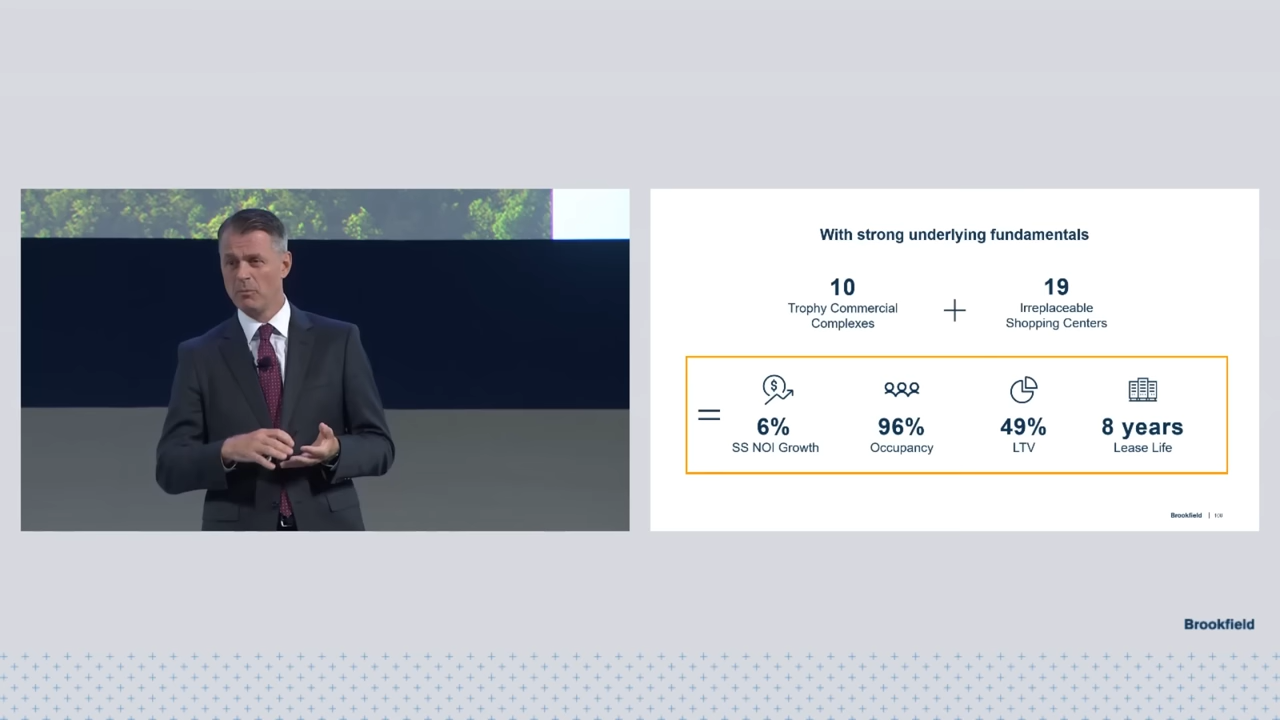 With strong underlying fundamentals
10
Trophy Commercial
Complexes
+
19
Irreplaceable
Shopping Centers
=
6%
SS NOI Growth
96%
Occupancy
49%
LTV
8 years
Lease Life
Brookfield |
Brookfield